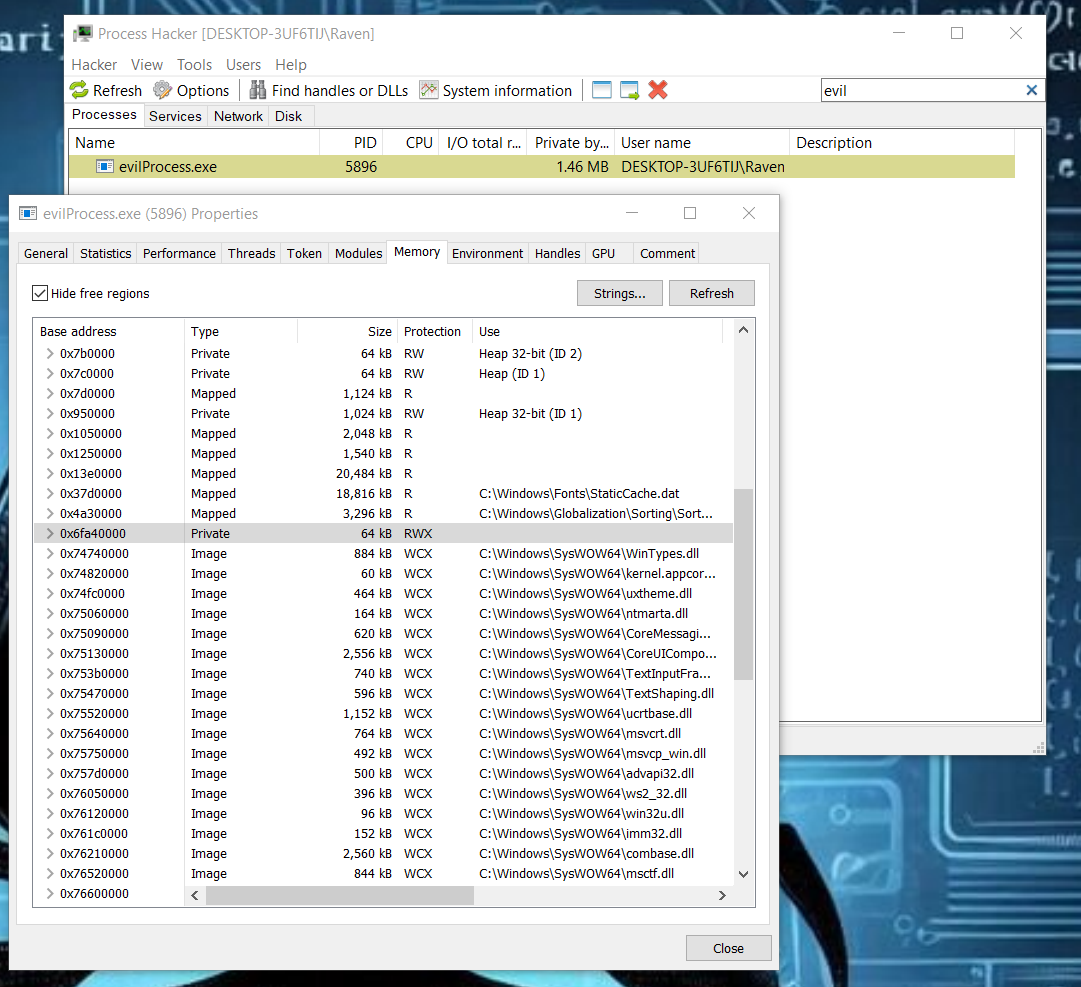 Process Hacker [DESKTOP-3UF6TIJ\Raven]
Hacker View Tools Users Help
Refresh Options Find handles or DLLs System information evil
Processes Services Network Disk
Name PID CPU I/O total r... Private by... User name Description
evilProcess.exe 5896 1.46 MB DESKTOP-3UF6TIJ\Raven
evilProcess.exe (5896) Properties
General Statistics Performance Threads Token Modules Memory Environment Handles GPU Comment
Hide free regions Strings... Refresh
Base address Type Size Protection Use
0x7b0000 Private 64 kB RW Heap 32-bit (ID 2)
0x7c0000 Private 64 kB RW Heap (ID 1)
0x7d0000 Mapped 1,124 kB R
0x950000 Private 1,024 kB RW Heap 32-bit (ID 1)
0x1050000 Mapped 2,048 kB R
0x1250000 Mapped 1,540 kB R
0x13e0000 Mapped 20,484 kB R
0x37d0000 Mapped 18,816 kB R C:\Windows\Fonts\StaticCache.dat
0x4a30000 Mapped 3,296 kB R C:\Windows\Globalization\Sorting\Sort...
0x6fa40000 Private 64 kB RWX
0x74740000 Image 884 kB WCX C:\Windows\SysWOW64\WinTypes.dll
0x74820000 Image 60 kB WCX C:\Windows\SysWOW64\kernel.appcor...
0x74fc0000 Image 464 kB WCX C:\Windows\SysWOW64\uxtheme.dll
0x75060000 Image 164 kB WCX C:\Windows\SysWOW64\ntmarta.dll
0x75090000 Image 620 kB WCX C:\Windows\SysWOW64\CoreMessagi...
0x75130000 Image 2,556 kB WCX C:\Windows\SysWOW64\CoreUICompo...
0x753b0000 Image 740 kB WCX C:\Windows\SysWOW64\TextInputFra...
0x75470000 Image 596 kB WCX C:\Windows\SysWOW64\TextShaping.dll
0x75520000 Image 1,152 kB WCX C:\Windows\SysWOW64\ucrtbase.dll
0x75640000 Image 764 kB WCX C:\Windows\SysWOW64\msvcrt.dll
0x75750000 Image 492 kB WCX C:\Windows\SysWOW64\msvcp_win.dll
0x757d0000 Image 500 kB WCX C:\Windows\SysWOW64\advapi32.dll
0x76050000 Image 396 kB WCX C:\Windows\SysWOW64\ws2_32.dll
0x76120000 Image 96 kB WCX C:\Windows\SysWOW64\win32u.dll
0x761c0000 Image 152 kB WCX C:\Windows\SysWOW64\imm32.dll
0x76210000 Image 2,560 kB WCX C:\Windows\SysWOW64\combase.dll
0x76520000 Image 844 kB WCX C:\Windows\SysWOW64\msctf.dll
0x76600000
Close